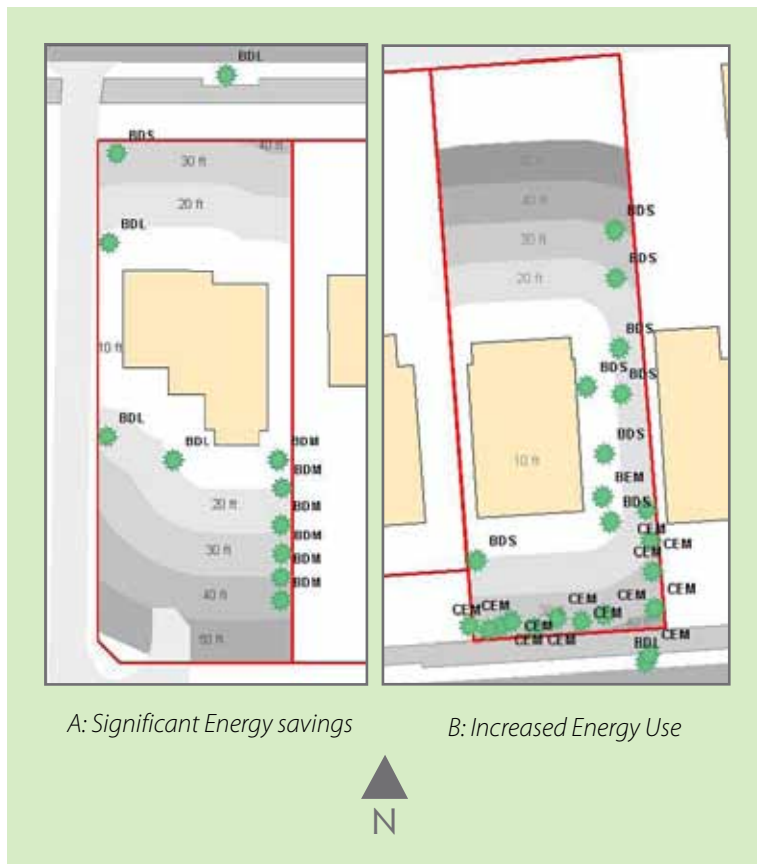 BDL
BDS
40 ft
30 ft
20 ft
BDL
10 ft
BDL
BDL
BDM
BDM
20 ft
BDM
30 ft
BDM
BDM
40 ft
50 ft
40 ft
BDS
30 ft
BDS
20 ft
BDS
BDS
BDS
BDS
10 ft
BEM
BDS
CEM
CEM
BDS
CEM
CEM
CEM
CEM
CEM
CEM
CEM
CEM
CEM CEM
CEM
BDL
A: Significant Energy savings
B: Increased Energy Use
N